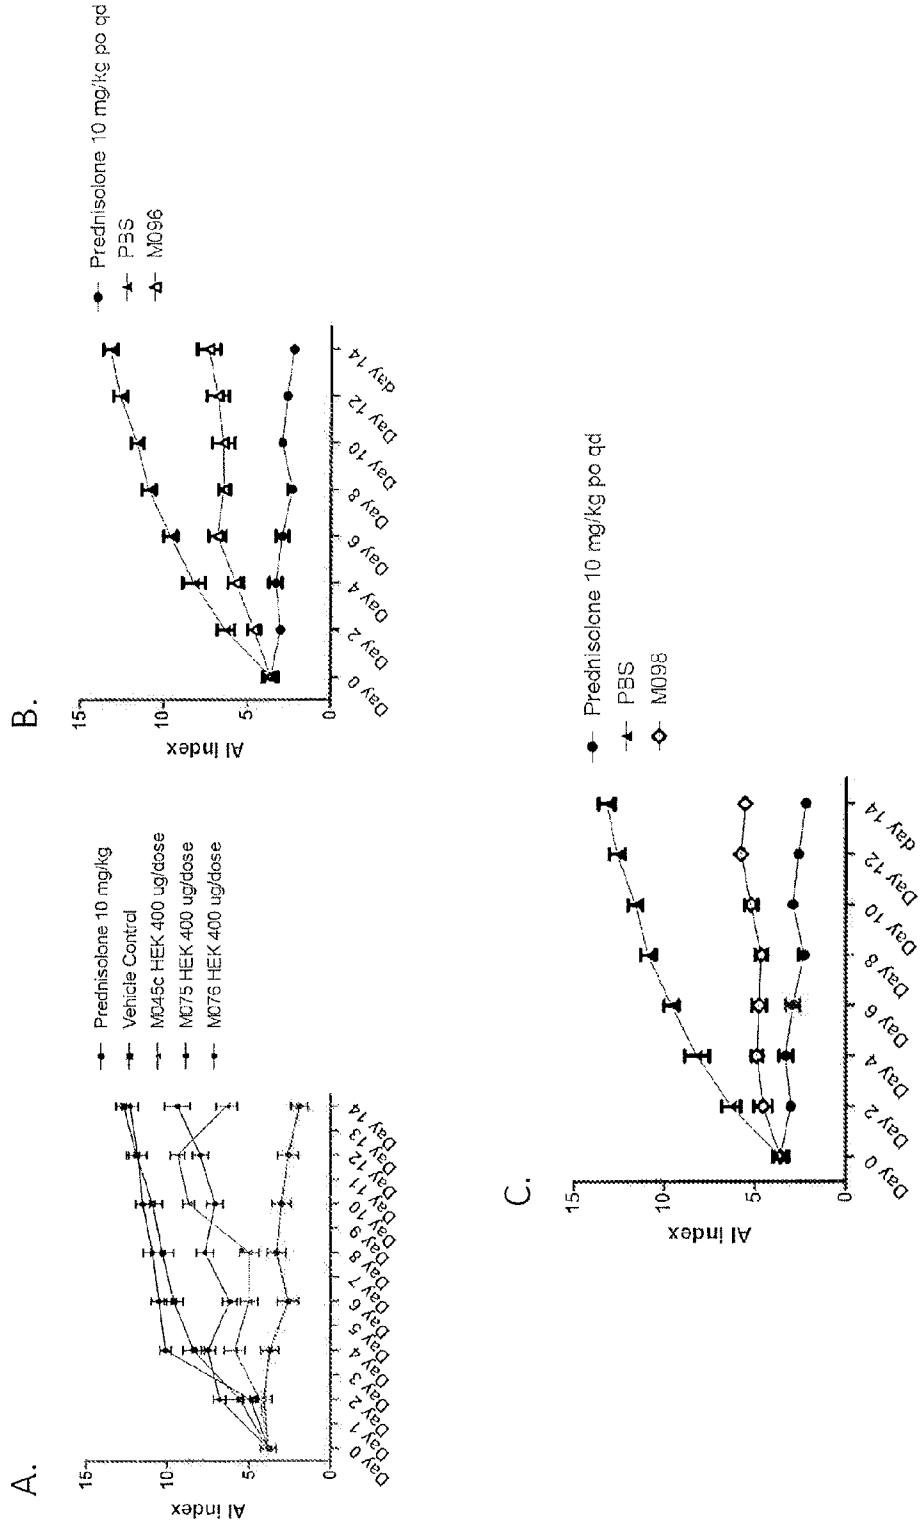 A.
AI Index
15
10
5
0
Day 0
Day 1
Day 2
Day 3
Day 4
Day 5
Day 6
Day 7
Day 8
Day 9
Day 10
Day 11
Day 12
Day 13
Day 14
Prednisolone 10 mg/kg
Vehicle Control
M045c HEK 400 ug/dose
M075 HEK 400 ug/dose
M076 HEK 400 ug/dose
B.
AI Index
15
10
5
0
Day 0
Day 2
Day 4
Day 6
Day 8
Day 10
Day 12
day 14
Prednisolone 10 mg/kg po qd
PBS
M096
C.
AI Index
15
10
5
0
Day 0
Day 2
Day 4
Day 6
Day 8
Day 10
Day 12
day 14
Prednisolone 10 mg/kg po qd
PBS
M098